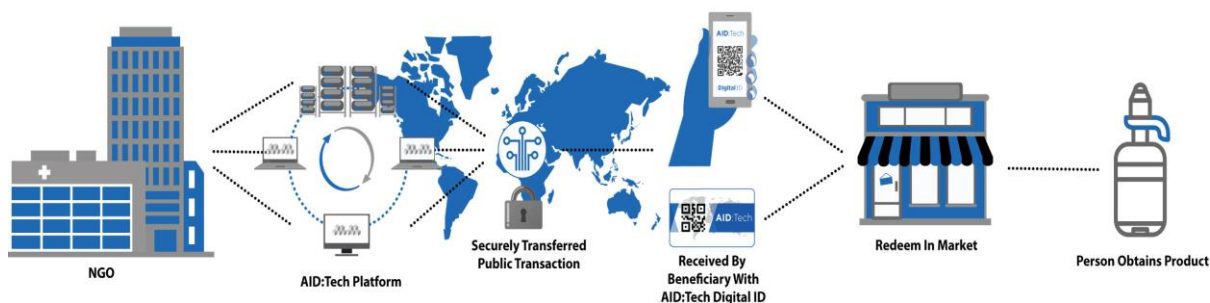 NGO
AID:Tech Platform
Securely Transferred
Public Transaction
AID:Tech
Digital ID
AID:Tech
Received By
Beneficiary With
AID:Tech Digital ID
Redeem In Market
Person Obtains Product